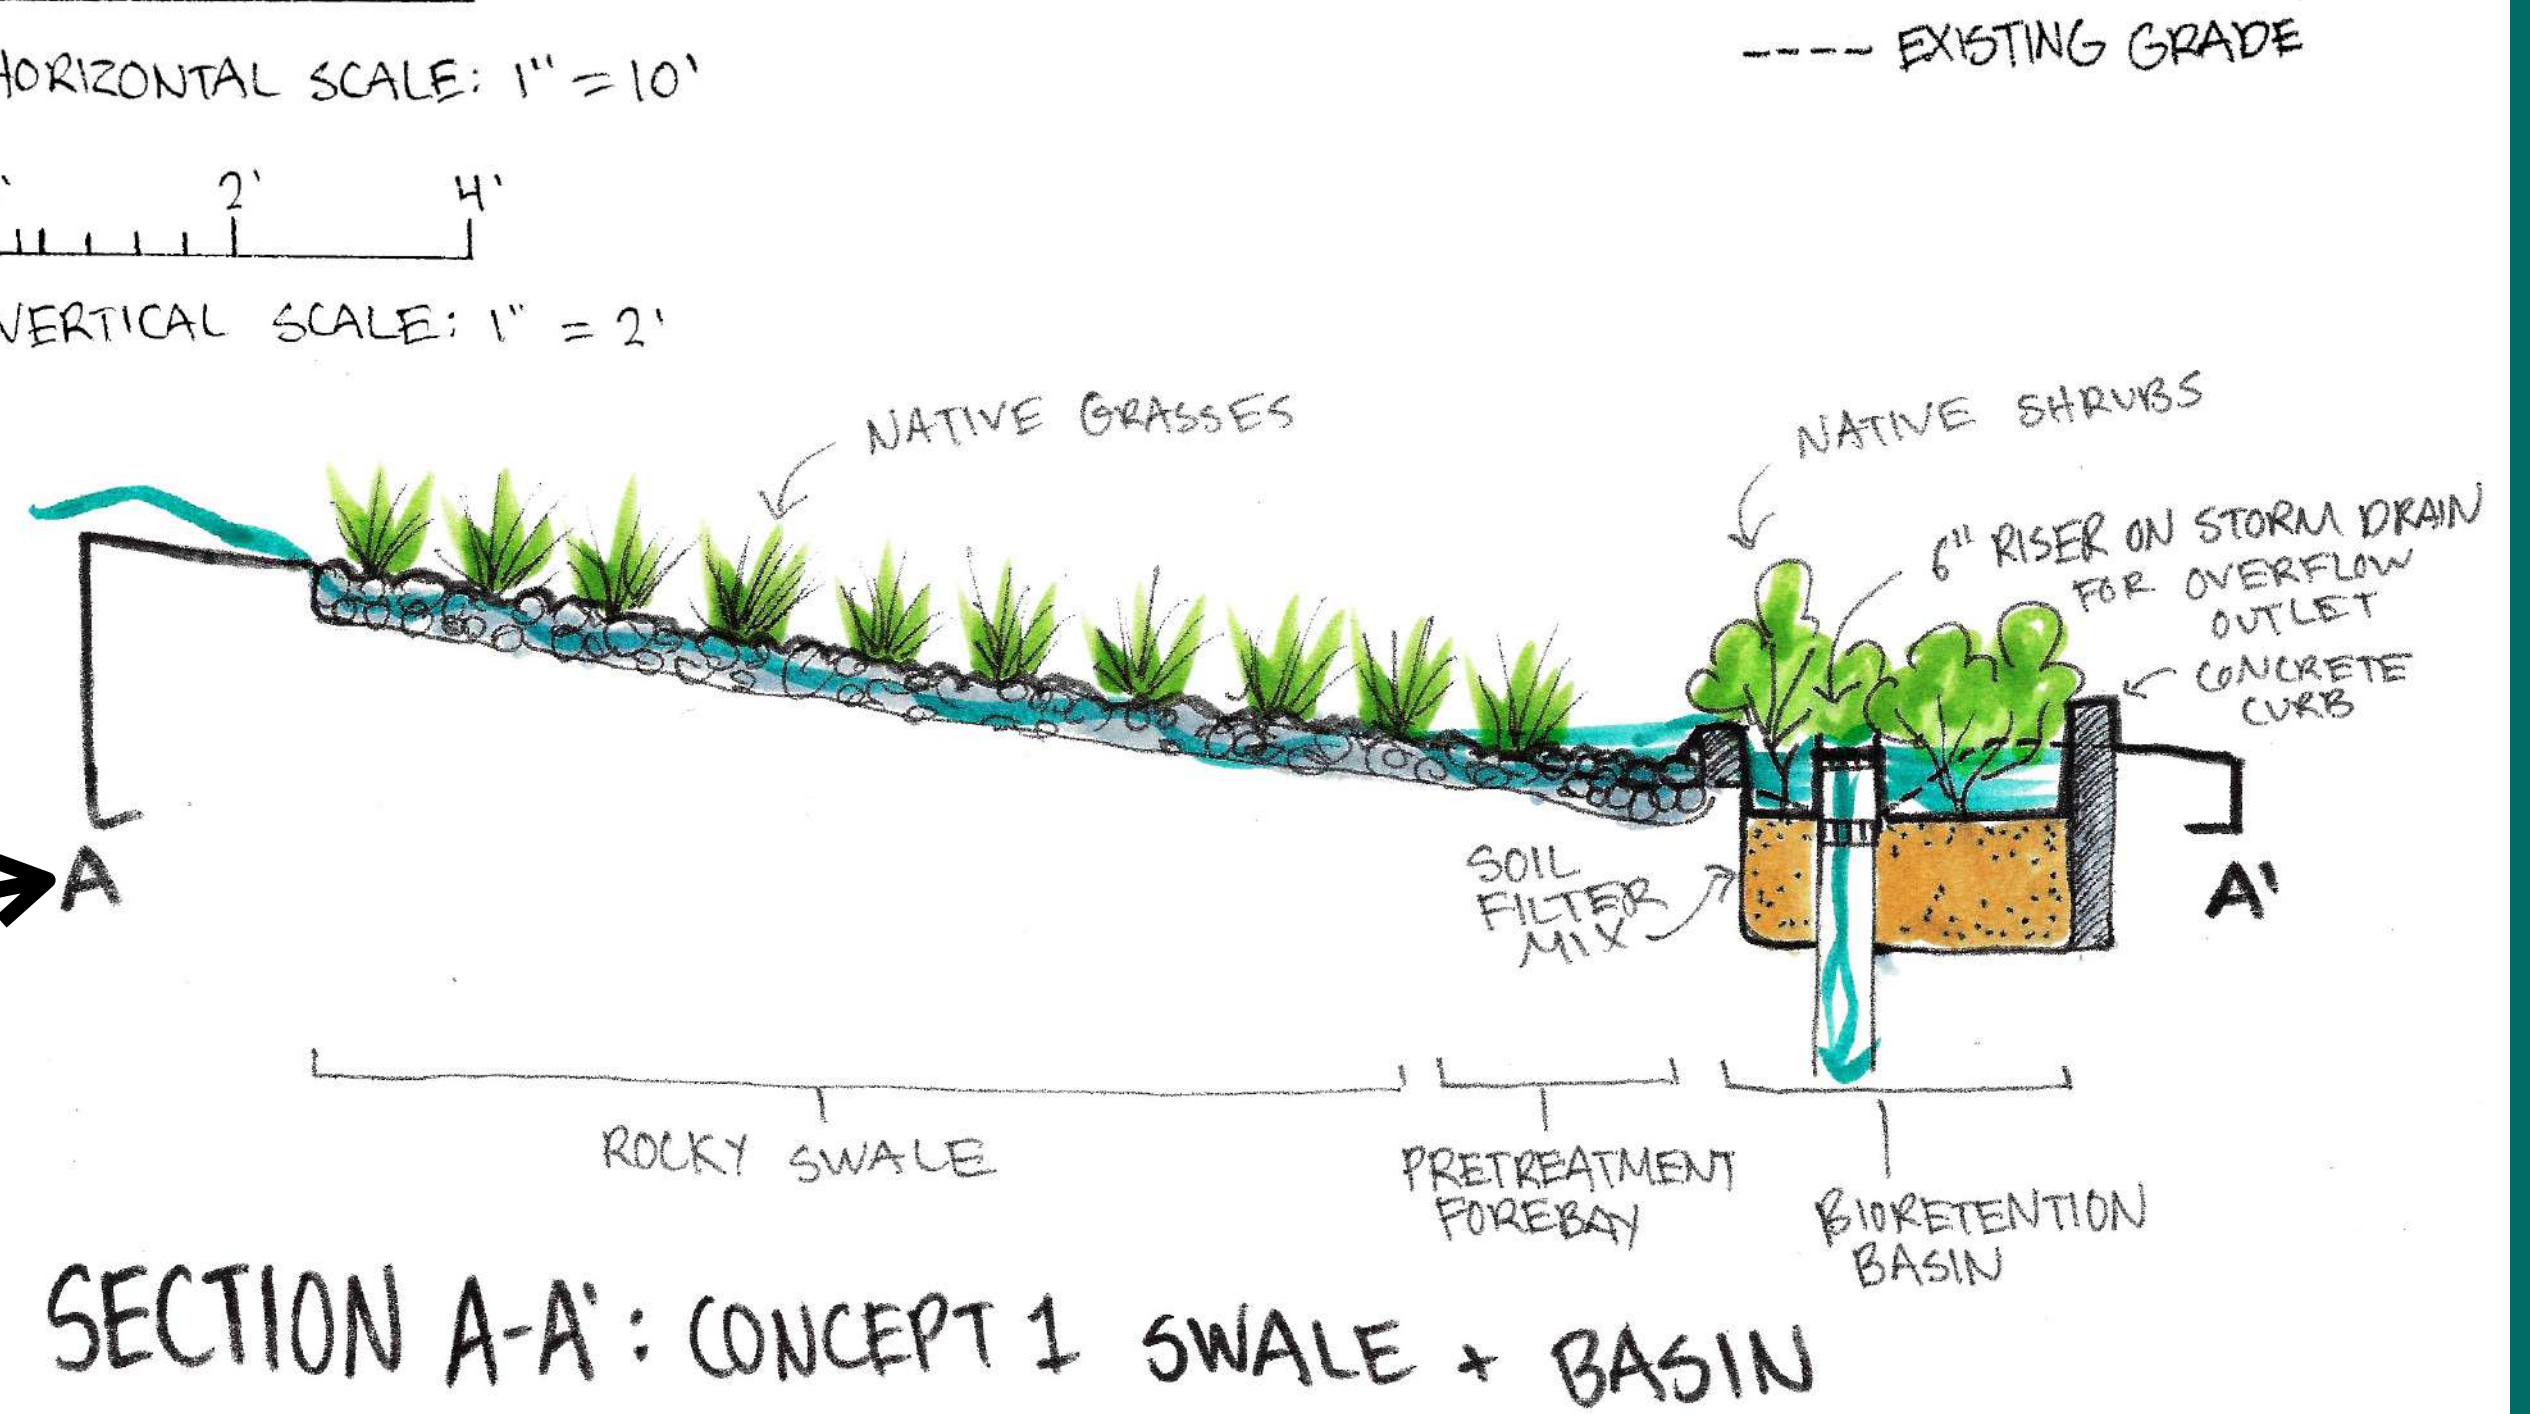 HORIZONTAL SCALE: 1" = 10'
---- EXISTING GRADE
2' 4'
VERTICAL SCALE: 1" = 2'
NATIVE GRASSES
NATIVE SHRUBS
6" RISER ON STORM DRAIN
FOR OVERFLOW
OUTLET
CONCRETE
CURB
SOIL
FILTER
MIX
A
A'
ROCKY SWALE
PRETREATMENT
FOREBAY
BIORETENTION
BASIN
SECTION A-A': CONCEPT 1 SWALE + BASIN